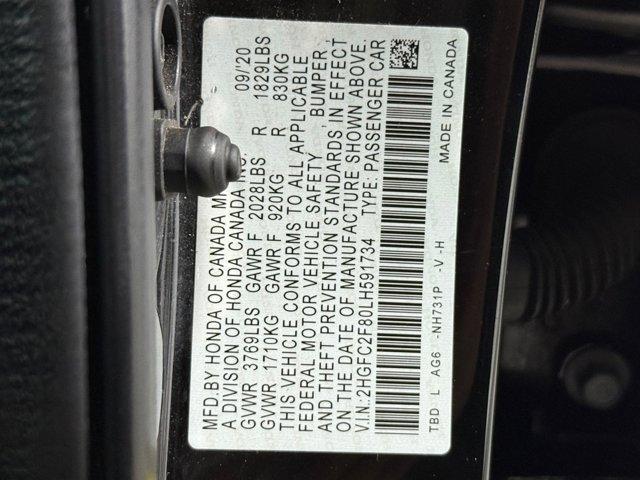 MFD.BY HONDA OF CANADA 09/20
A DIVISION OF HONDA CANADA
GVWR 3769LBS GAWR F 2028LBS R 1829LBS
GVWR 1710KG GAWR F 920KG R 830KG
THIS VEHICLE CONFORMS TO ALL APPLICABLE
FEDERAL MOTOR VEHICLE SAFETY BUMPER,
AND THEFT PREVENTION STANDARDS IN EFFECT
ON THE DATE OF MANUFACTURE SHOWN ABOVE.
V.I.N.:2HGFC2F80LH591734 TYPE: PASSENGER CAR
TBD L AG6 -NH731P -V -H MADE IN CANADA